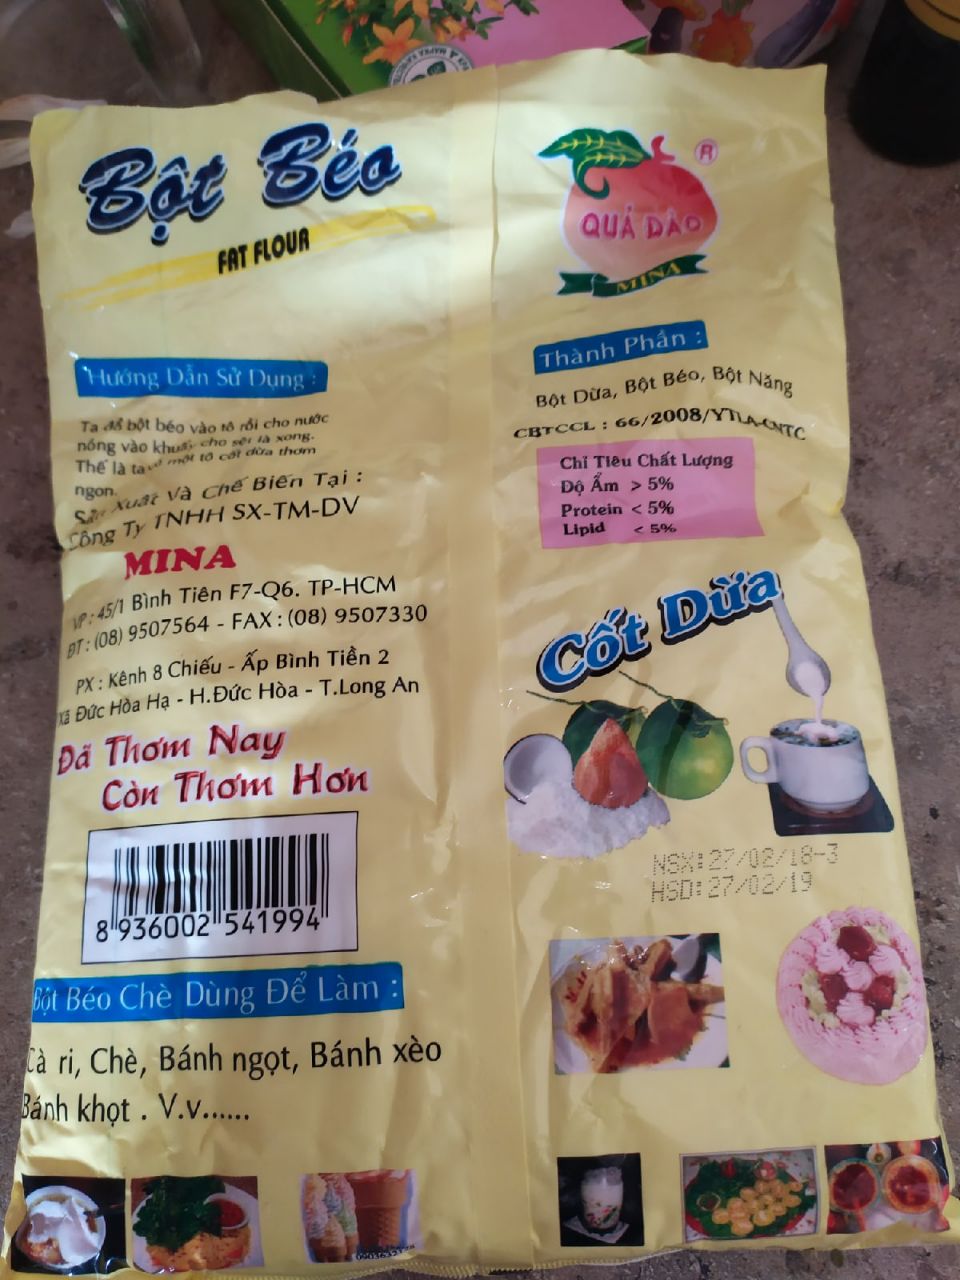 Bột Béo
FAT FLOUR
Hướng Dẫn Sử Dụng :
Ta đổ bột béo vào tô rồi cho nước
nóng vào khuấy cho sệt là xong.
Thế là ta có một tô cốt dừa thơm
ngon.
Sản Xuất Và Chế Biến Tại :
Công Ty TNHH SX-TM-DV
MINA
VP : 45/1 Bình Tiên F7-Q6. TP-HCM
ĐT : (08) 9507564 - FAX : (08) 9507330
PX : Kênh 8 Chiếu - Ấp Bình Tiền 2
Xã Đức Hòa Hạ - H.Đức Hòa - T.Long An
Đã Thơm Nay
Còn Thơm Hơn
8 936002 541994
Bột Béo Chè Dùng Để Làm :
Cà ri, Chè, Bánh ngọt, Bánh xèo
Bánh khọt . V.v......
R
QUẢ ĐÀO
MINA
Thành Phần :
Bột Dừa, Bột Béo, Bột Năng
CBTCCL : 66/2008/YTLA-CNTC
Chỉ Tiêu Chất Lượng
Độ Ẩm > 5%
Protein < 5%
Lipid < 5%
Cốt Dừa
NSX: 27/02/18-3
HSD: 27/02/19